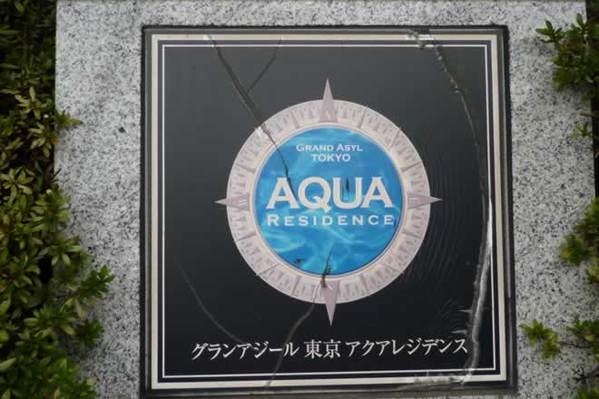 GRAND ASYL
TOKYO
AQUA
RESIDENCE
グランアジール 東京 アクアレジデンス